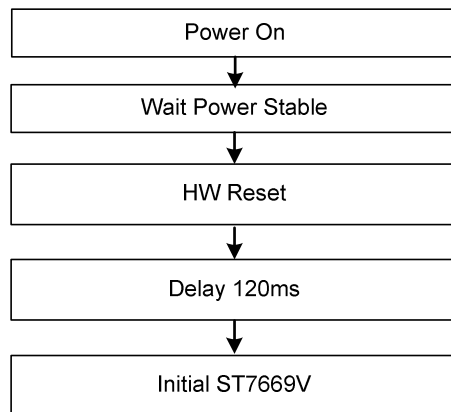 Power On
Wait Power Stable
HW Reset
Delay 120ms
Initial ST7669V